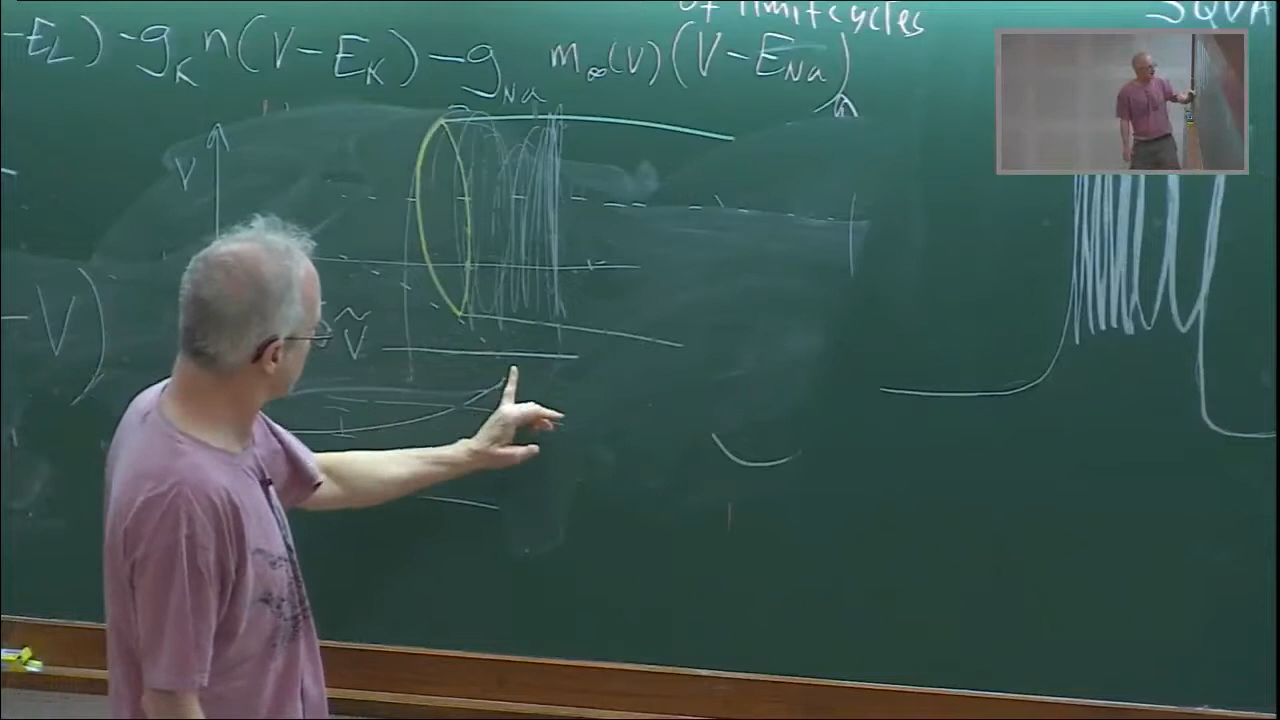 of limit cycles
SQUA
-E_L) - g_K n(V - E_K) - g_Na m_∞(V)(V - E_Na)
V
- V)
Ṽ